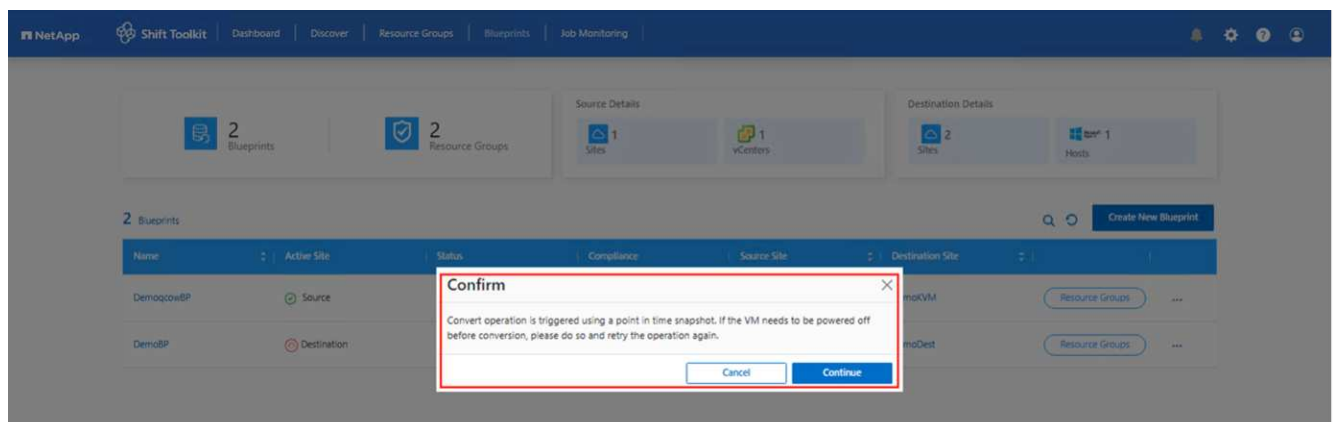 NetApp Shift Toolkit Dashboard Discover Resource Groups Blueprints Job Monitoring
Source Details Destination Details
2 2 1 1 2 1
Blueprints Resource Groups Sites vCenters Sites Hosts
2 Blueprints Create New Blueprint
Name Active Site Status Compliance Source Site Destination Site
Confirm
DemoqcowBP Source moKVM Resource Groups ...
Convert operation is triggered using a point in time snapshot. If the VM needs to be powered off
before conversion, please do so and retry the operation again.
DemoBP Destination moDest Resource Groups ...
Cancel Continue